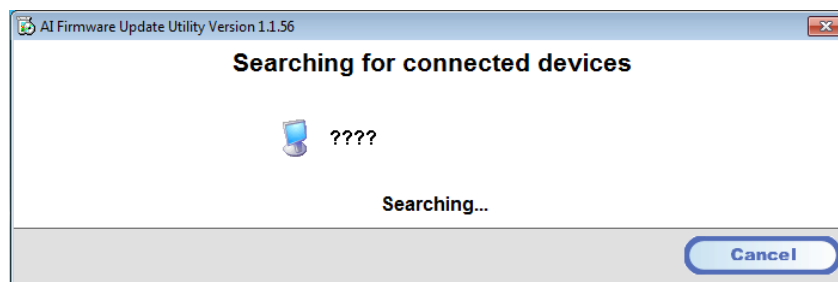 AI Firmware Update Utility Version 1.1.56
Searching for connected devices
????
Searching...
Cancel